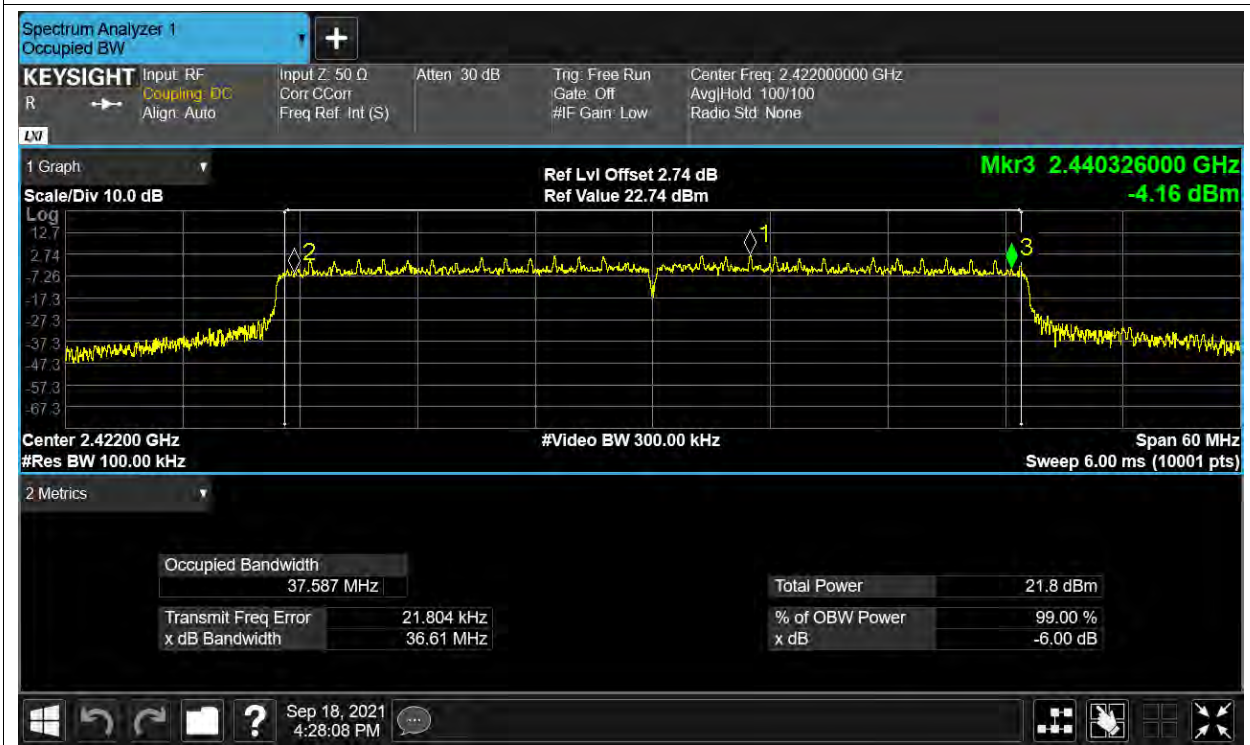 Spectrum Analyzer 1
Occupied BW
+
KEYSIGHT
R
LXI
Input: RF
Coupling: DC
Align: Auto
Input Z: 50 Ω
Corr CCorr
Freq Ref: Int (S)
Atten: 30 dB
Trig: Free Run
Gate: Off
#IF Gain: Low
Center Freq: 2.422000000 GHz
Avg|Hold: 100/100
Radio Std: None
1 Graph
Scale/Div 10.0 dB
Ref Lvl Offset 2.74 dB
Ref Value 22.74 dBm
Mkr3 2.440326000 GHz
-4.16 dBm
Log
12.7
2.74
-7.26
-17.3
-27.3
-37.3
-47.3
-57.3
-67.3
2
1
3
Center 2.42200 GHz
#Res BW 100.00 kHz
#Video BW 300.00 kHz
Span 60 MHz
Sweep 6.00 ms (10001 pts)
2 Metrics
Occupied Bandwidth
37.587 MHz
Transmit Freq Error 21.804 kHz
x dB Bandwidth 36.61 MHz
Total Power 21.8 dBm
% of OBW Power 99.00 %
x dB -6.00 dB
?
Sep 18, 2021
4:28:08 PM